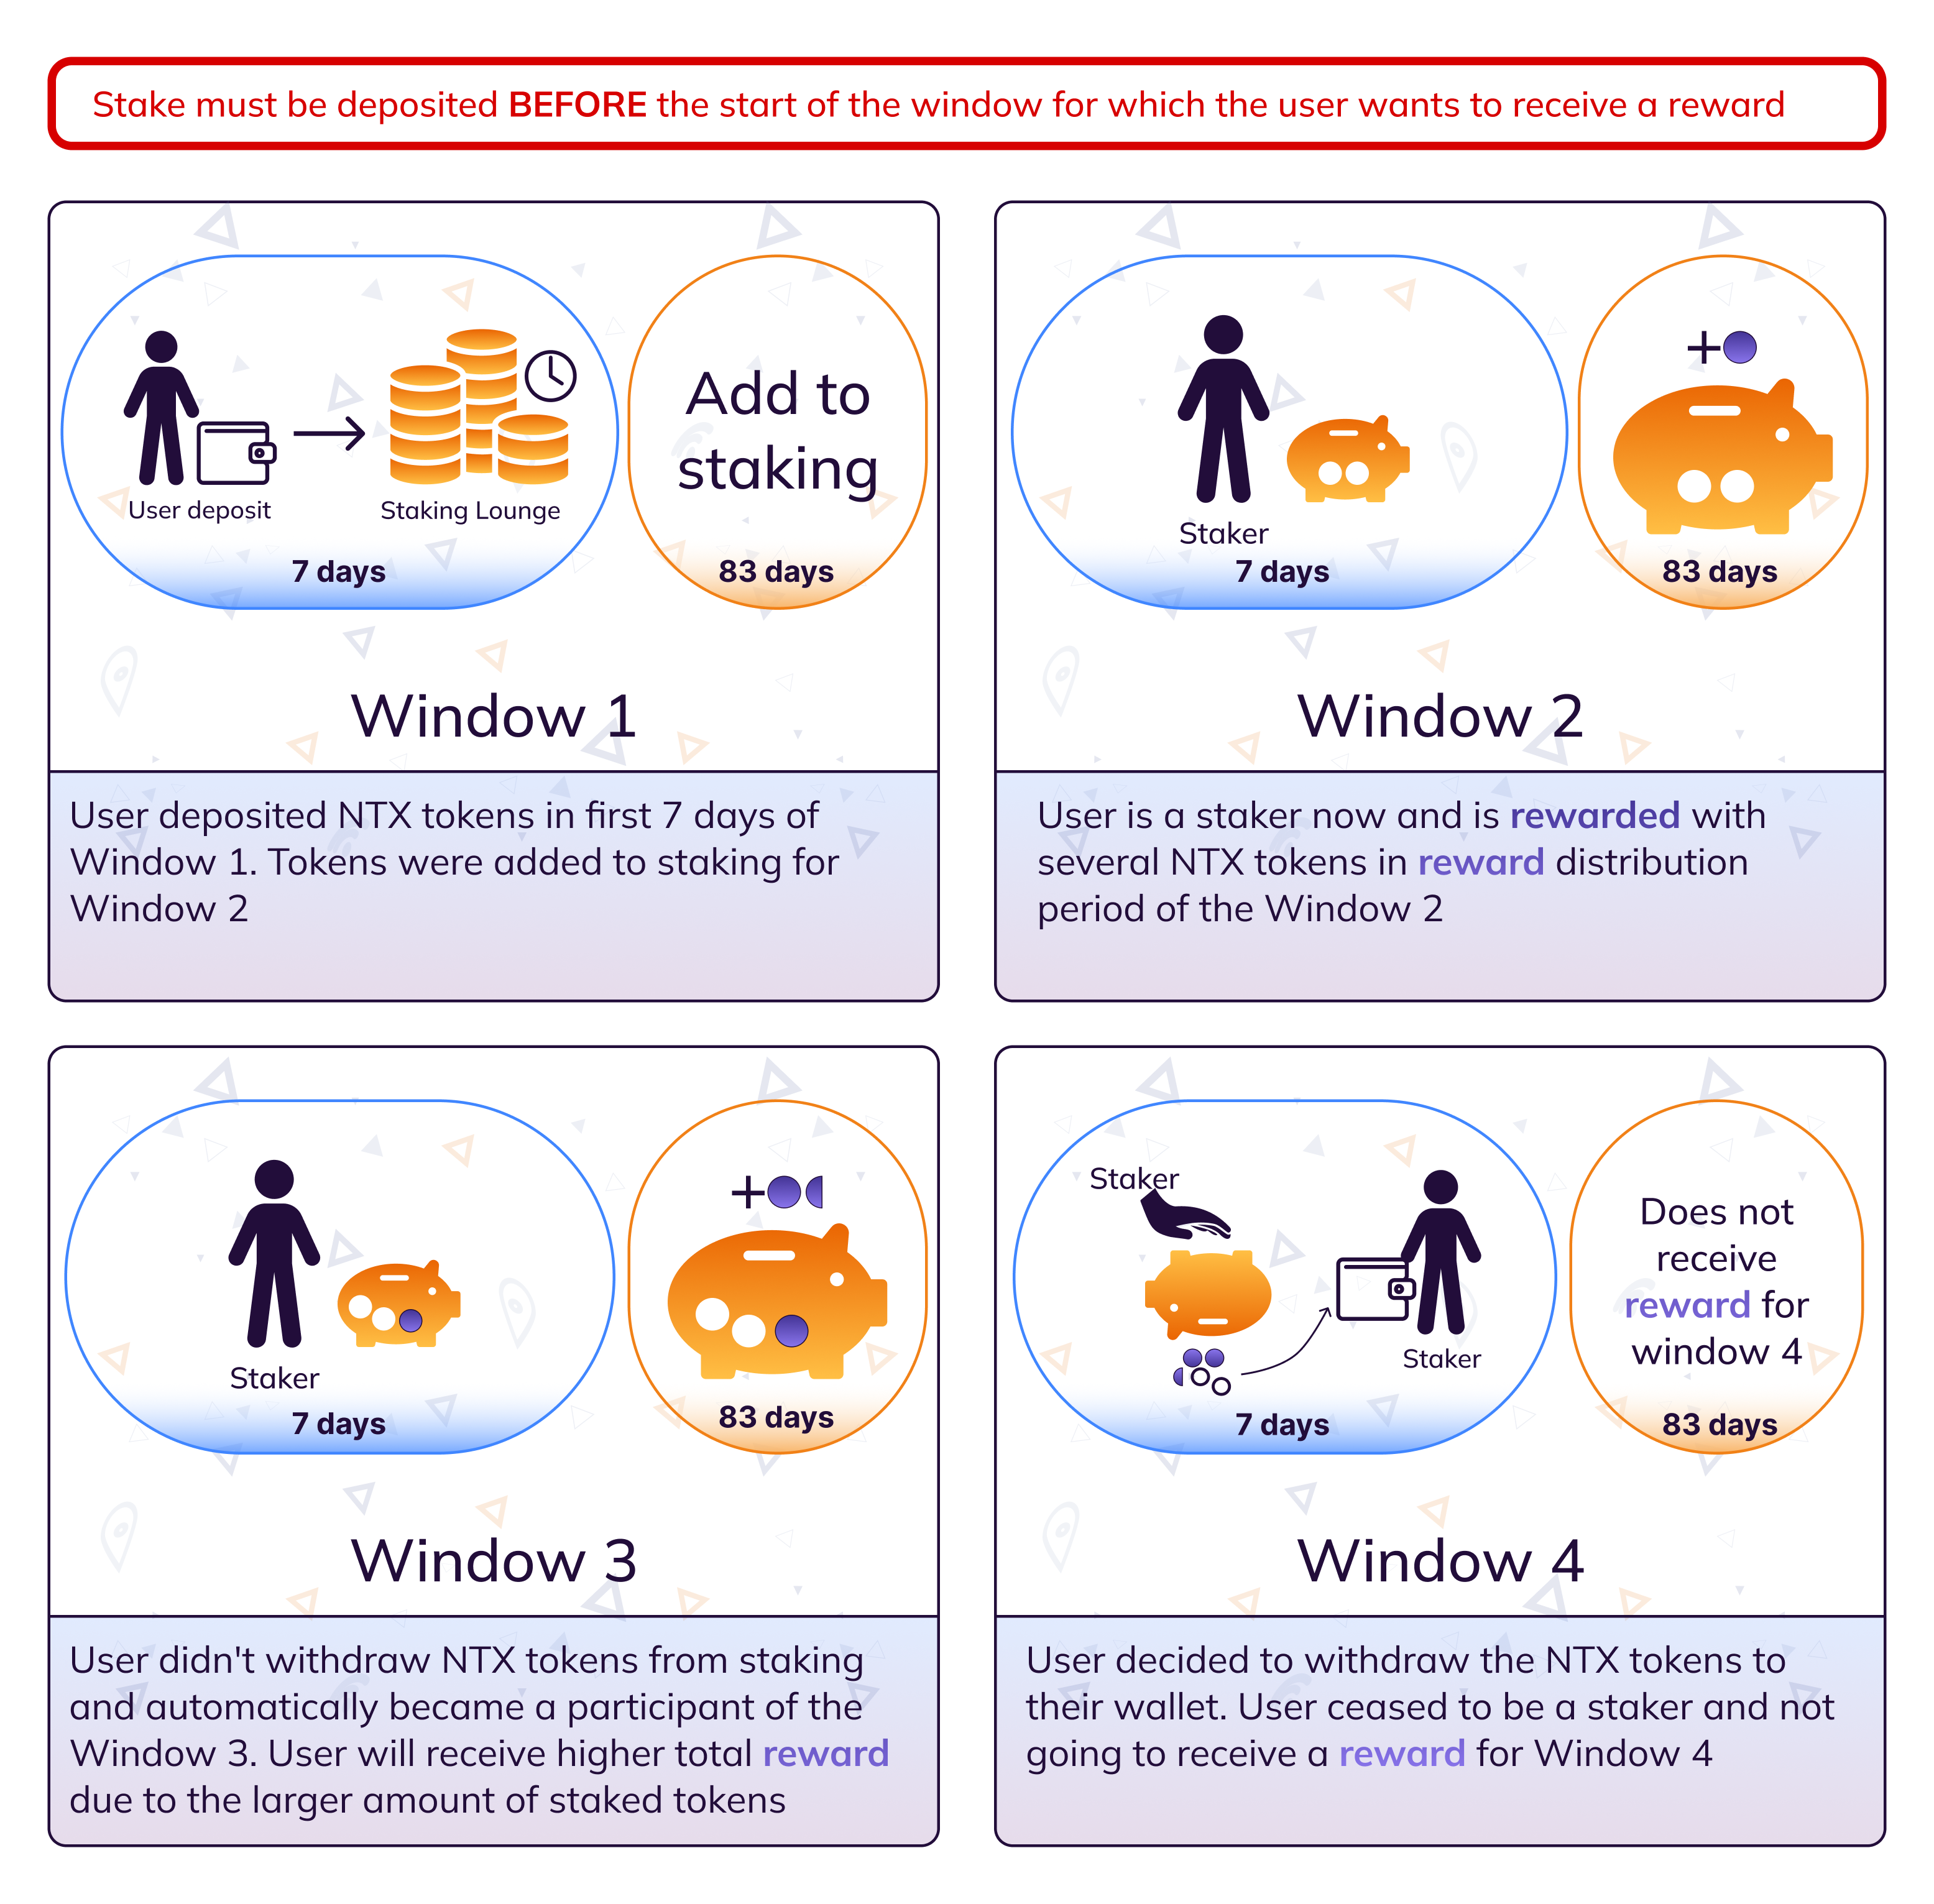 Stake must be deposited BEFORE the start of the window for which the user wants to receive a reward
User deposit
Staking Lounge
7 days
Add to
staking
83 days
Window 1
User deposited NTX tokens in first 7 days of
Window 1. Tokens were added to staking for
Window 2
Staker
7 days
+
83 days
Window 2
User is a staker now and is rewarded with
several NTX tokens in reward distribution
period of the Window 2
Staker
7 days
+
83 days
Window 3
User didn't withdraw NTX tokens from staking
and automatically became a participant of the
Window 3. User will receive higher total reward
due to the larger amount of staked tokens
Staker
Staker
7 days
Does not
receive
reward for
window 4
83 days
Window 4
User decided to withdraw the NTX tokens to
their wallet. User ceased to be a staker and not
going to receive a reward for Window 4